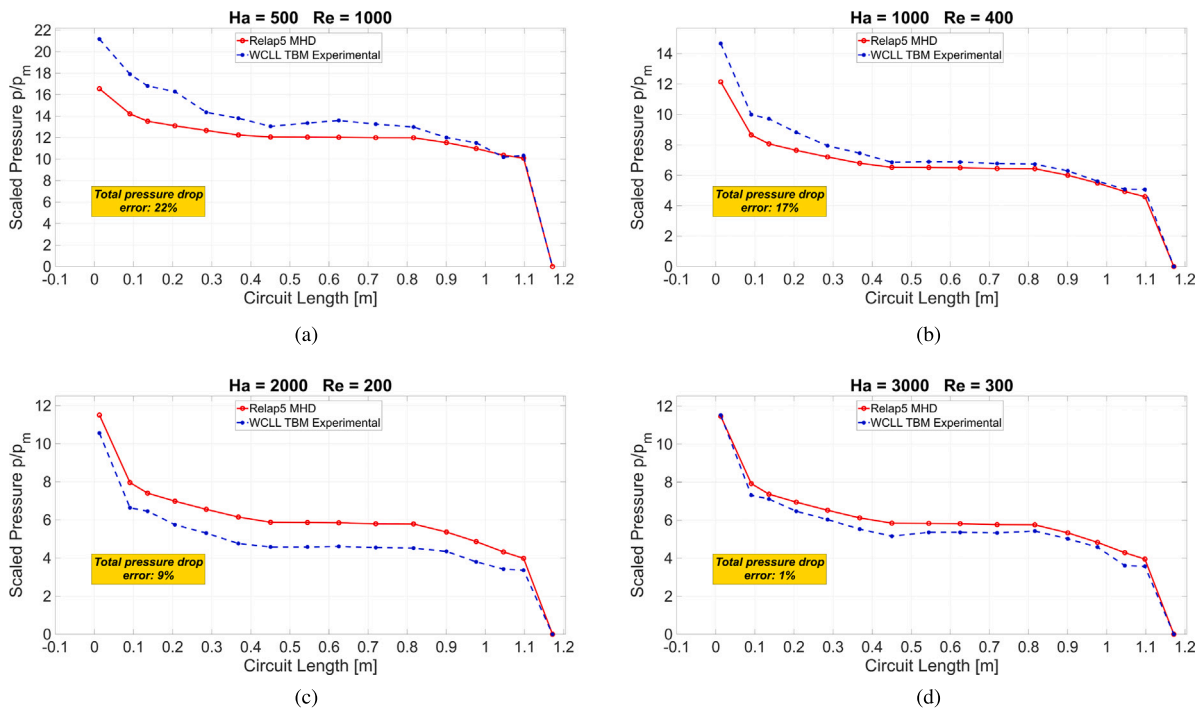 Ha = 500 Re = 1000
Relap5 MHD
WCLL TBM Experimental
Scaled Pressure p/p_m
22
20
18
16
14
12
10
8
6
4
2
0
Total pressure drop
error: 22%
-0.1 0 0.1 0.2 0.3 0.4 0.5 0.6 0.7 0.8 0.9 1 1.1 1.2
Circuit Length [m]
(a)
Ha = 1000 Re = 400
Relap5 MHD
WCLL TBM Experimental
Scaled Pressure p/p_m
14
12
10
8
6
4
2
0
Total pressure drop
error: 17%
-0.1 0 0.1 0.2 0.3 0.4 0.5 0.6 0.7 0.8 0.9 1 1.1 1.2
Circuit Length [m]
(b)
Ha = 2000 Re = 200
Relap5 MHD
WCLL TBM Experimental
Scaled Pressure p/p_m
12
10
8
6
4
2
0
Total pressure drop
error: 9%
-0.1 0 0.1 0.2 0.3 0.4 0.5 0.6 0.7 0.8 0.9 1 1.1 1.2
Circuit Length [m]
(c)
Ha = 3000 Re = 300
Relap5 MHD
WCLL TBM Experimental
Scaled Pressure p/p_m
12
10
8
6
4
2
0
Total pressure drop
error: 1%
-0.1 0 0.1 0.2 0.3 0.4 0.5 0.6 0.7 0.8 0.9 1 1.1 1.2
Circuit Length [m]
(d)